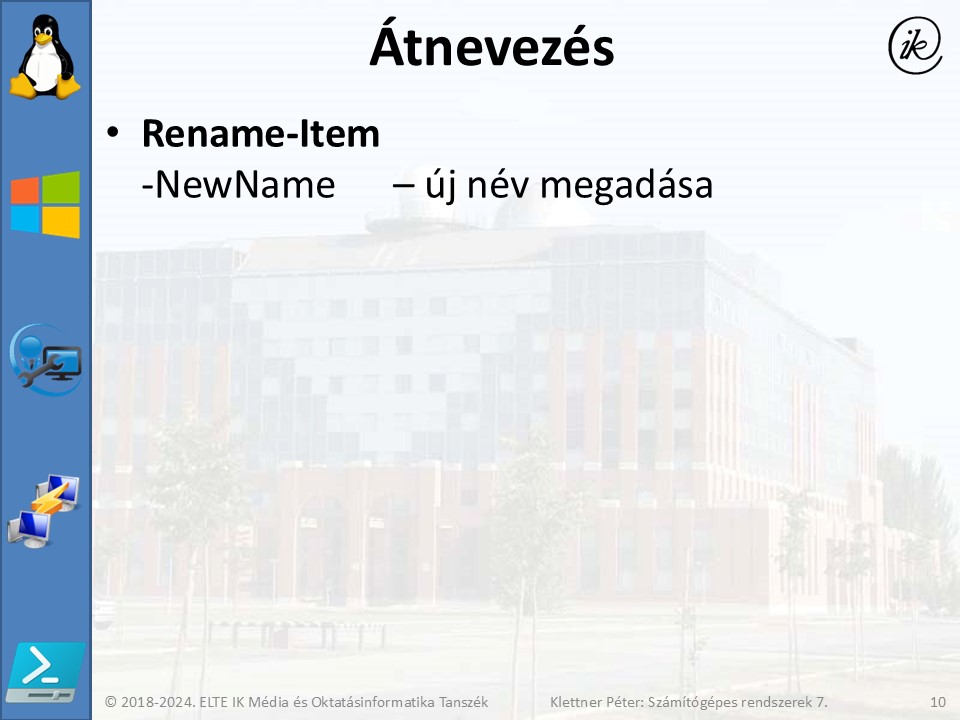 Átnevezés
ik
• Rename-Item
-NewName – új név megadása
© 2018-2024. ELTE IK Média és Oktatásinformatika Tanszék Klettner Péter: Számítógépes rendszerek 7. 10